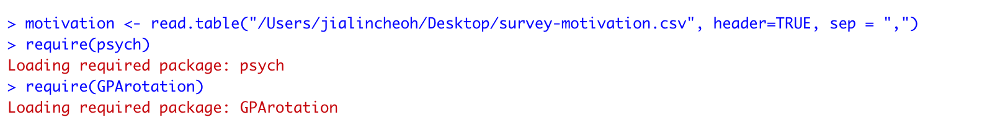 > motivation <- read.table("/Users/jialincheoh/Desktop/survey-motivation.csv", header=TRUE, sep = ",")
> require(psych)
Loading required package: psych
> require(GPArotation)
Loading required package: GPArotation